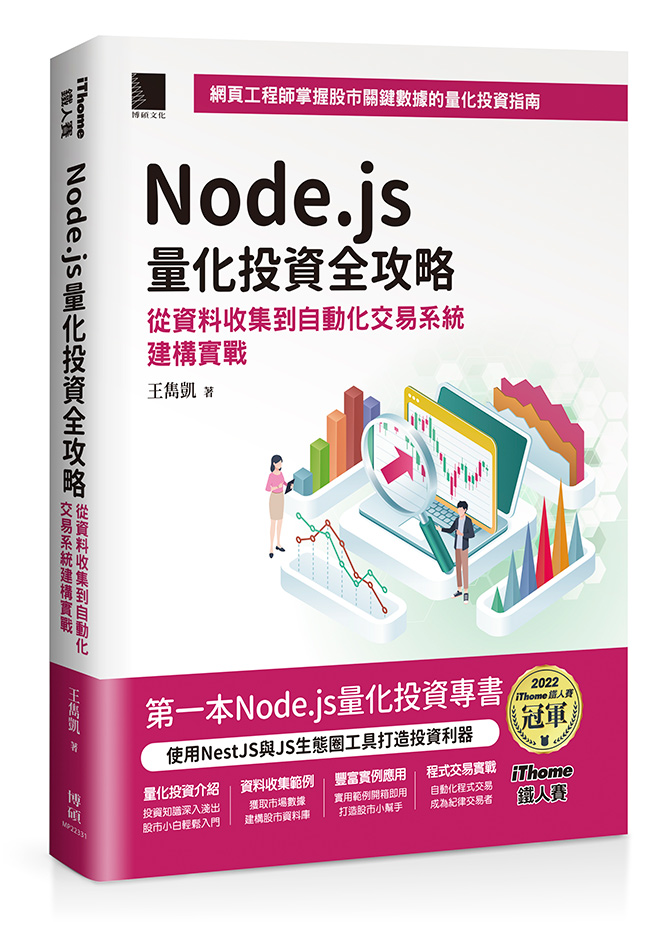 iThome
鐵人賽
Node.js量化投資全攻略
從資料收集到自動化
交易系統建構實戰
王雋凱 著
博碩
MP22331
博碩文化
網頁工程師掌握股市關鍵數據的量化投資指南
Node.js
量化投資全攻略
從資料收集到自動化交易系統
建構實戰
王雋凱 著
第一本Node.js量化投資專書
使用NestJS與JS生態圈工具打造投資利器
2022
iThome 鐵人賽
冠軍
量化投資介紹
投資知識深入淺出
股市小白輕鬆入門
資料收集範例
獲取市場數據
建構股市資料庫
豐富實例應用
實用範例開箱即用
打造股市小幫手
程式交易實戰
自動化程式交易
成為紀律交易者
iThome
鐵人賽